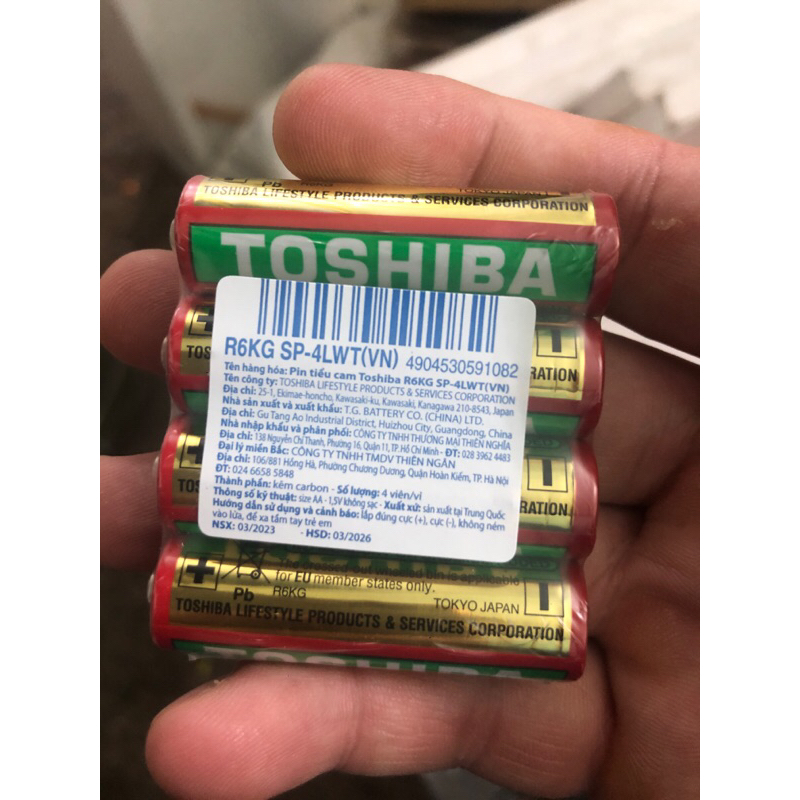 Pb
TOKYO JAPAN
TOSHIBA LIFESTYLE PRODUCTS & SERVICES CORPORATION
TOSHIBA
R6KG SP-4LWT(VN) 4904530591082
Tên hàng hóa: Pin tiểu cam Toshiba R6KG SP-4LWT(VN)
Tên công ty: TOSHIBA LIFESTYLE PRODUCTS & SERVICES CORPORATION
Địa chỉ: 25-1, Ekimae-honcho, Kawasaki-ku, Kawasaki, Kanagawa 210-8543, Japan
Nhà sản xuất và xuất khẩu: T.G. BATTERY CO. (CHINA) LTD.
Địa chỉ: Gu Tang Ao Industrial District, Huizhou City, Guangdong, China
Nhà nhập khẩu và phân phối: CÔNG TY TNHH THƯƠNG MẠI THIÊN NGHĨA
Địa chỉ: 138 Nguyễn Chí Thanh, Phường 16, Quận 11, TP. Hồ Chí Minh - ĐT: 028 3962 4483
Đại lý miền Bắc: CÔNG TY TNHH TMDV THIÊN NGÂN
Địa chỉ: 106/881 Hồng Hà, Phường Chương Dương, Quận Hoàn Kiếm, TP. Hà Nội
ĐT: 024 6658 5848
Thành phần: kẽm carbon - Số lượng: 4 viên/vỉ
Thông số kỹ thuật: size AA - 1,5V không sạc - Xuất xứ: sản xuất tại Trung Quốc
Hướng dẫn sử dụng và cảnh báo: lắp đúng cực (+), cực (-), không ném
vào lửa, để xa tầm tay trẻ em
NSX: 03/2023 - HSD: 03/2026
TOS
RATION
TOS
RATION
+
for EU member states only.
Pb R6KG TOKYO JAPAN
TOSHIBA LIFESTYLE PRODUCTS & SERVICES CORPORATION
TOSHIBA